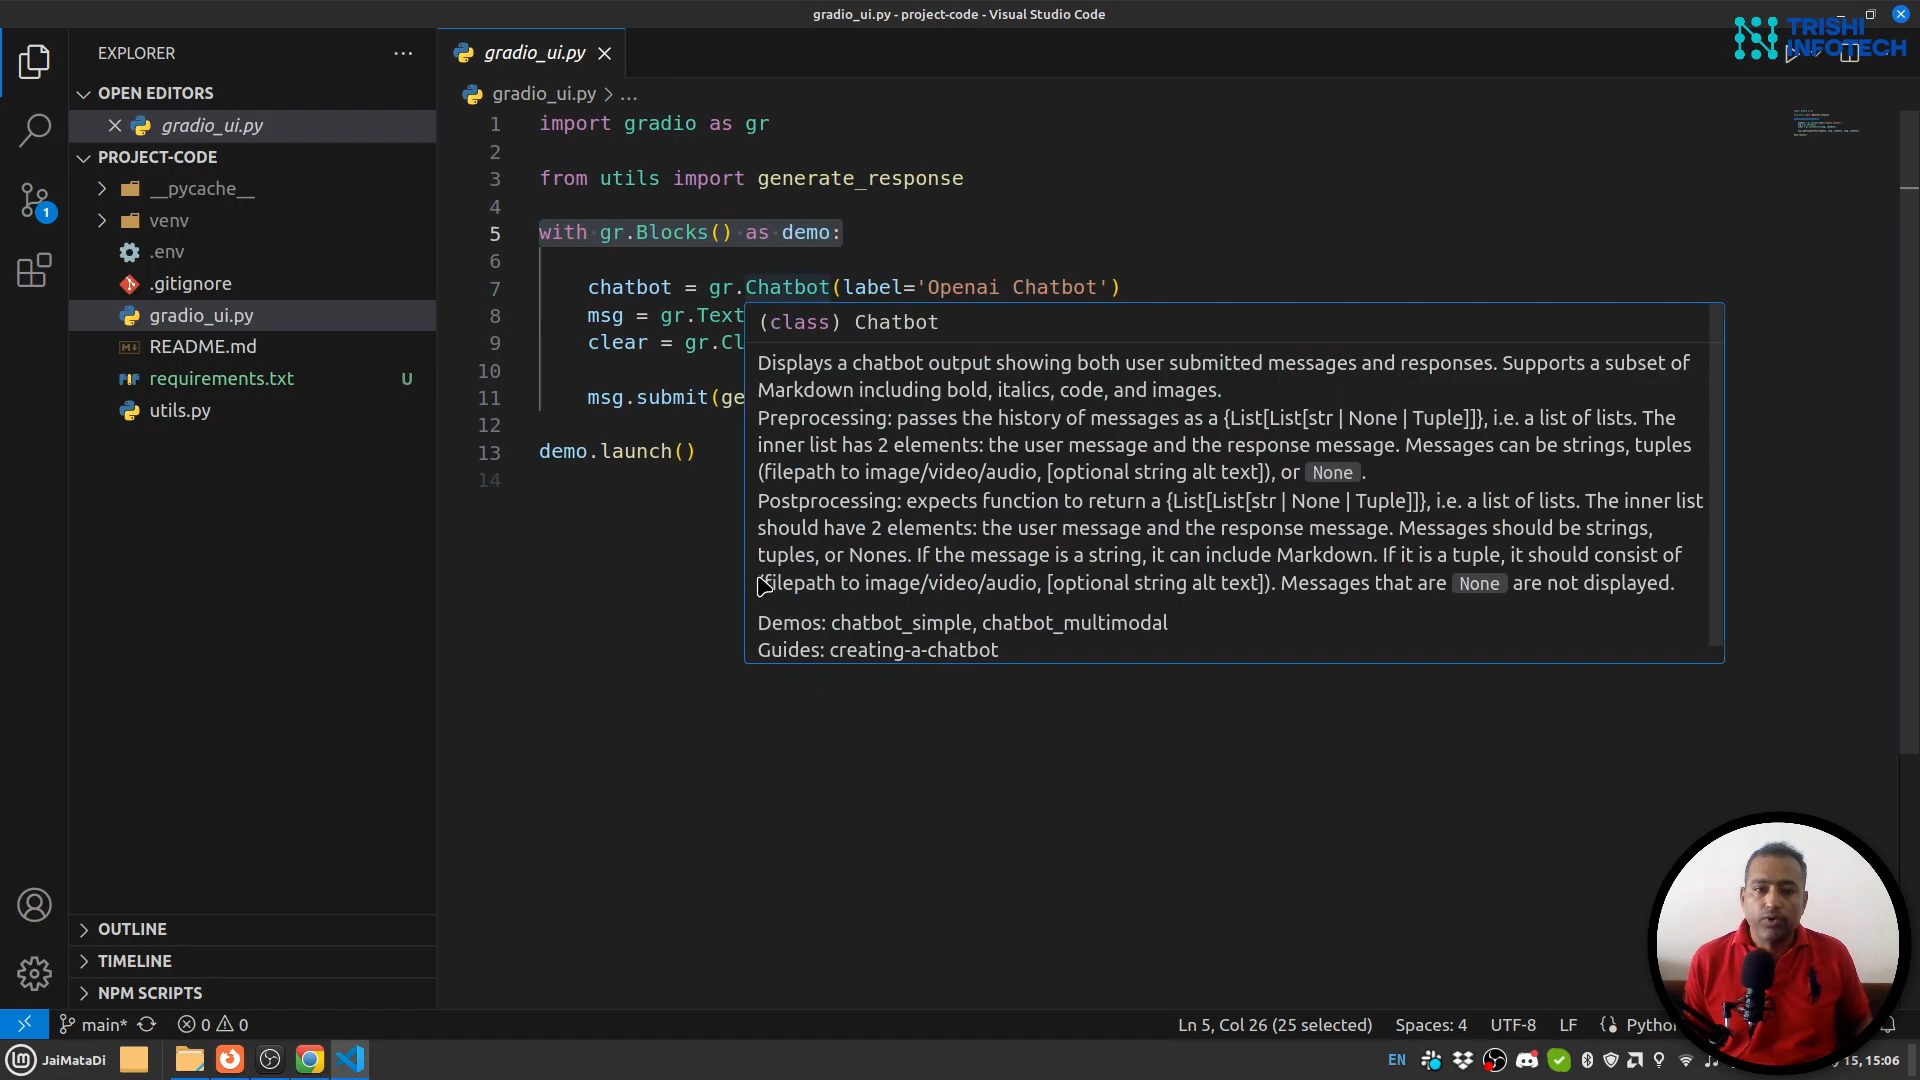 gradio_ui.py - project-code - Visual Studio Code
TRISHI
INFOTECH
EXPLORER
OPEN EDITORS
gradio_ui.py
PROJECT-CODE
__pycache__
venv
.env
.gitignore
gradio_ui.py
README.md
requirements.txt U
utils.py
OUTLINE
TIMELINE
NPM SCRIPTS
1
gradio_ui.py
gradio_ui.py > ...
1 import gradio as gr
2
3 from utils import generate_response
4
5 with gr.Blocks() as demo:
6
7 chatbot = gr.Chatbot(label='Openai Chatbot')
8 msg = gr.Text
9 clear = gr.Cl
10
11 msg.submit(ge
12
13 demo.launch()
14
(class) Chatbot
Displays a chatbot output showing both user submitted messages and responses. Supports a subset of
Markdown including bold, italics, code, and images.
Preprocessing: passes the history of messages as a {List[List[str | None | Tuple]]}, i.e. a list of lists. The
inner list has 2 elements: the user message and the response message. Messages can be strings, tuples
(filepath to image/video/audio, [optional string alt text]), or None.
Postprocessing: expects function to return a {List[List[str | None | Tuple]]}, i.e. a list of lists. The inner list
should have 2 elements: the user message and the response message. Messages should be strings,
tuples, or Nones. If the message is a string, it can include Markdown. If it is a tuple, it should consist of
(filepath to image/video/audio, [optional string alt text]). Messages that are None are not displayed.
Demos: chatbot_simple, chatbot_multimodal
Guides: creating-a-chatbot
main* 0 0
Ln 5, Col 26 (25 selected) Spaces: 4 UTF-8 LF Python
JaiMataDi
EN
15, 15:06